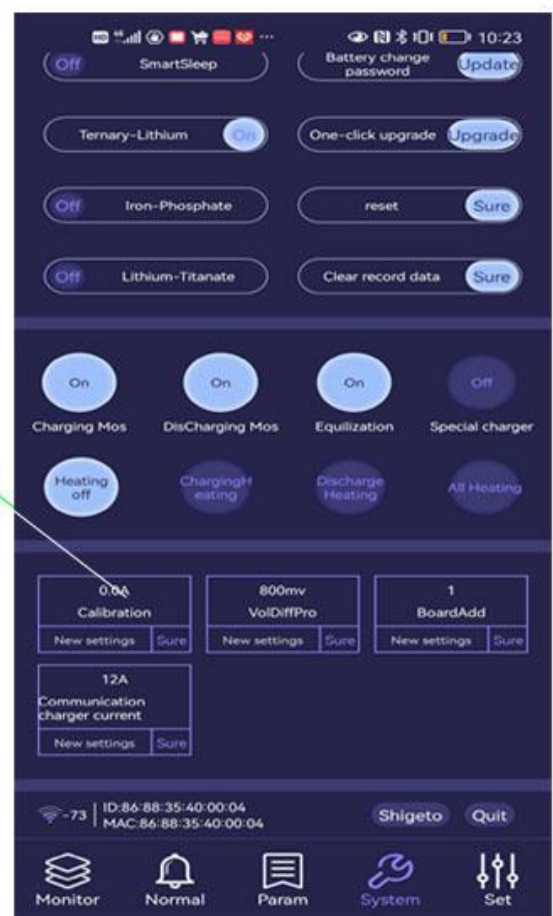 HD 4G 10:23
Off SmartSleep
Battery change
password
Update
Ternary-Lithium On
One-click upgrade Upgrade
Off Iron-Phosphate
reset Sure
Off Lithium-Titanate
Clear record data Sure
On On On Off
Charging Mos DisCharging Mos Equilization Special charger
Heating
off
ChargingH
eating
Discharge
Heating
All Heating
0.0A
Calibration
New settings Sure
800mv
VolDiffPro
New settings Sure
1
BoardAdd
New settings Sure
12A
Communication
charger current
New settings Sure
-73
ID:86:88:35:40:00:04
MAC:86:88:35:40:00:04
Shigeto Quit
Monitor Normal Param System Set